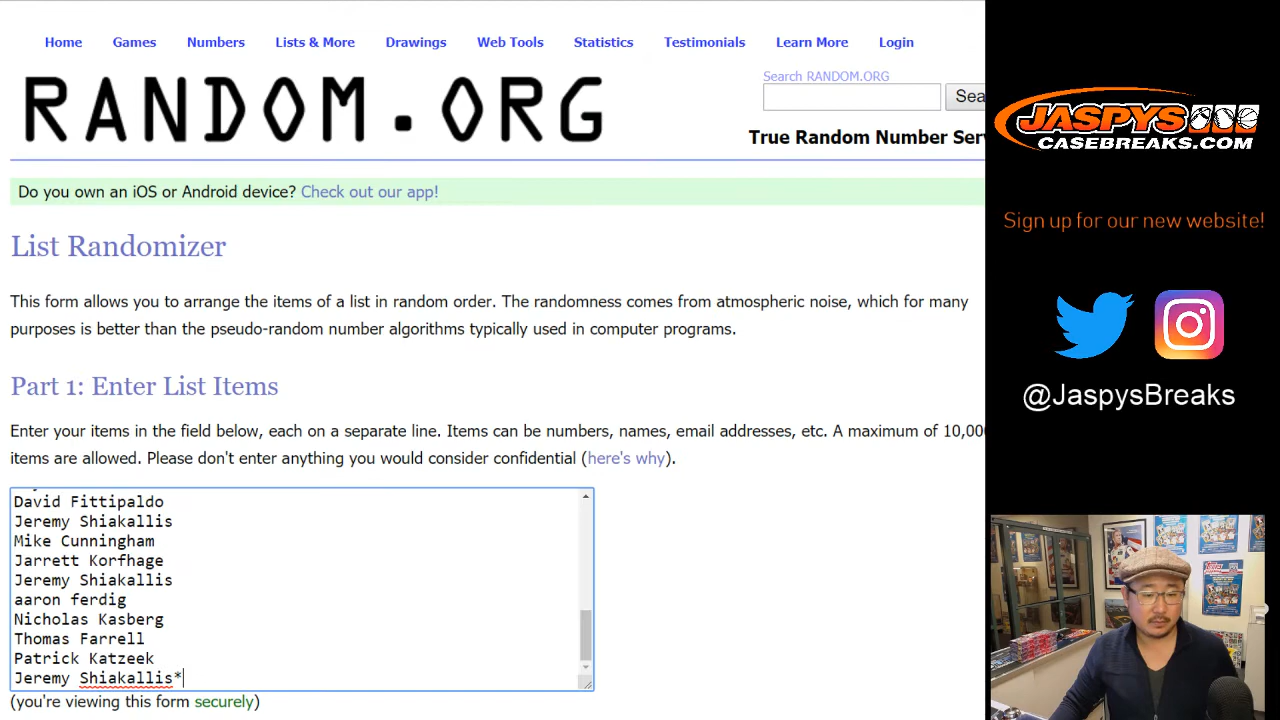 Home Games Numbers Lists & More Drawings Web Tools Statistics Testimonials Learn More Login
RANDOM.ORG
Search RANDOM.ORG
Sea
True Random Number Serv
Do you own an iOS or Android device? Check out our app!
List Randomizer
This form allows you to arrange the items of a list in random order. The randomness comes from atmospheric noise, which for many
purposes is better than the pseudo-random number algorithms typically used in computer programs.
Part 1: Enter List Items
Enter your items in the field below, each on a separate line. Items can be numbers, names, email addresses, etc. A maximum of 10,000
items are allowed. Please don't enter anything you would consider confidential (here's why).
David Fittipaldo
Jeremy Shiakallis
Mike Cunningham
Jarrett Korfhage
Jeremy Shiakallis
aaron ferdig
Nicholas Kasberg
Thomas Farrell
Patrick Katzeek
Jeremy Shiakallis*
(you're viewing this form securely)
JASPYS
CASEBREAKS.COM
Sign up for our new website!
@JaspysBreaks